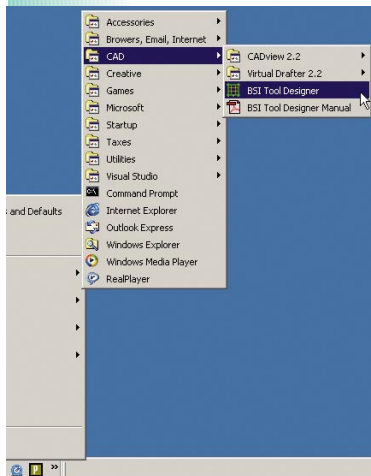 Accessories
Browers, Email, Internet
CAD
Creative
Games
Microsoft
Startup
Taxes
Utilities
Visual Studio
Command Prompt
Internet Explorer
Outlook Express
Windows Explorer
Windows Media Player
RealPlayer
CADview 2.2
Virtual Drafter 2.2
BSI Tool Designer
BSI Tool Designer Manual
and Defaults